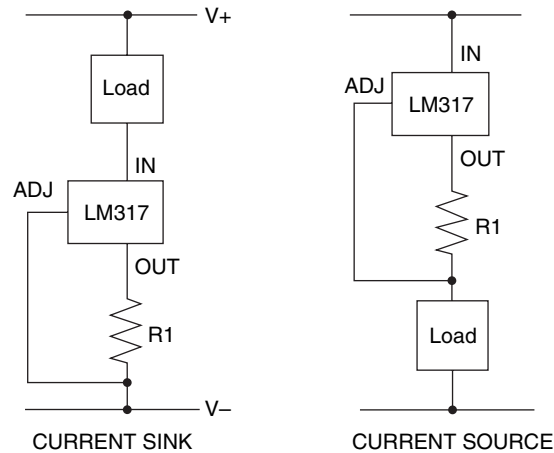 V+
Load
IN
ADJ
LM317
OUT
R1
V–
CURRENT SINK
IN
ADJ
LM317
OUT
R1
Load
CURRENT SOURCE